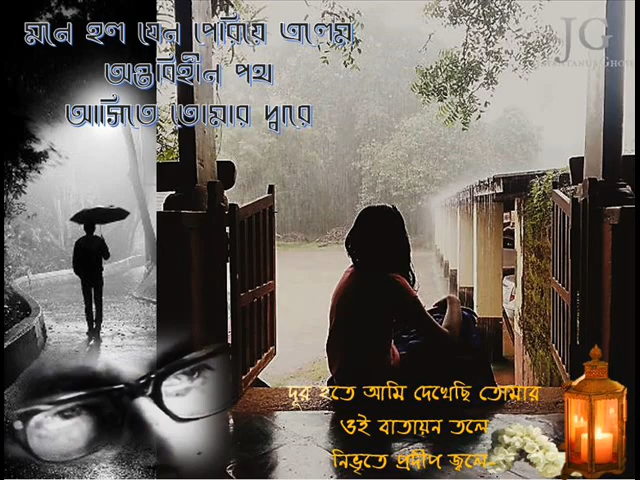 মনে হল যেন পেরিয়ে এলেম
অন্তবিহীন পথ
আসিতে তোমার দ্বারে
JG
দূর হতে আমি দেখেছি তোমার
ওই বাতায়ন তলে
নিভৃতে প্রদীপ জ্বলে